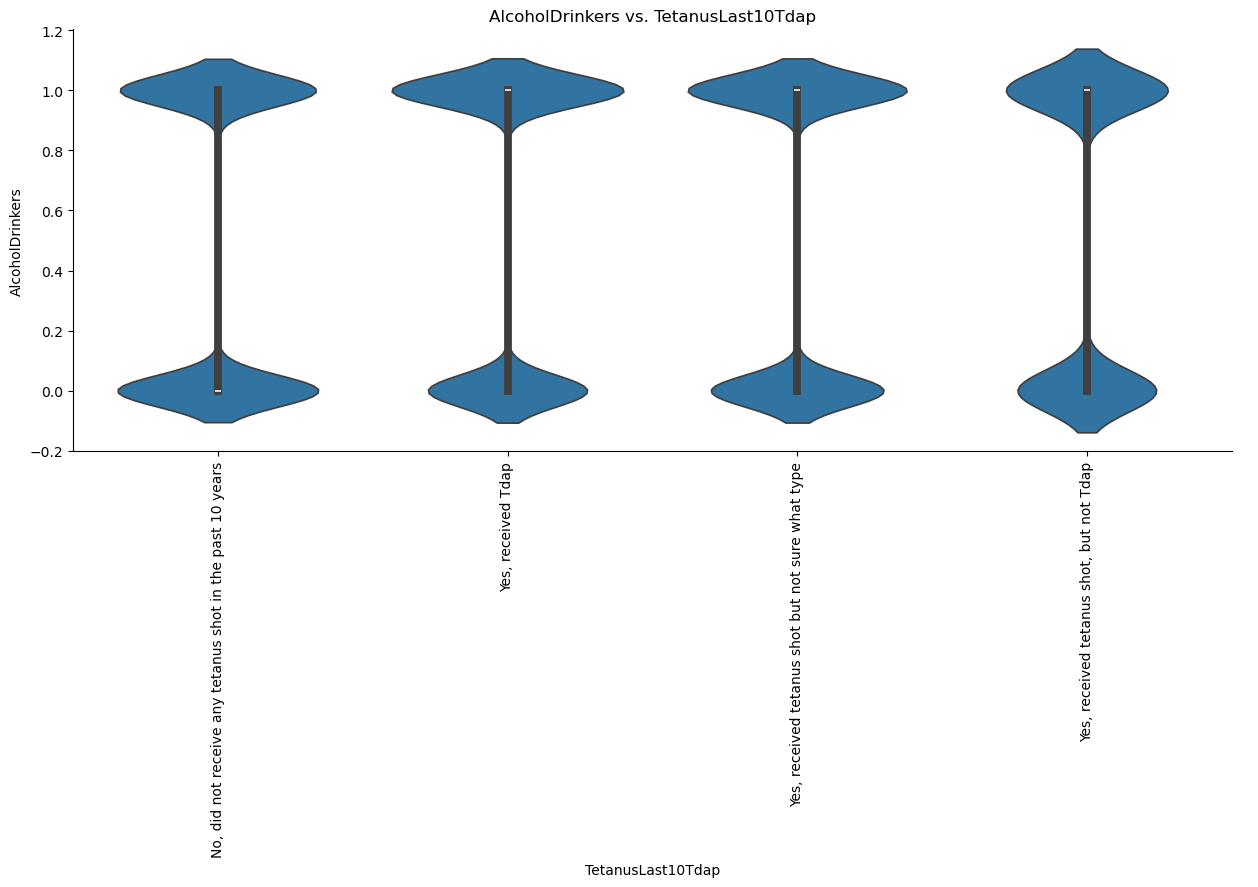 AlcoholDrinkers vs. TetanusLast10Tdap
1.2
1.0
0.8
0.6
0.4
0.2
0.0
−0.2
AlcoholDrinkers
No, did not receive any tetanus shot in the past 10 years
Yes, received Tdap
Yes, received tetanus shot but not sure what type
Yes, received tetanus shot, but not Tdap
TetanusLast10Tdap